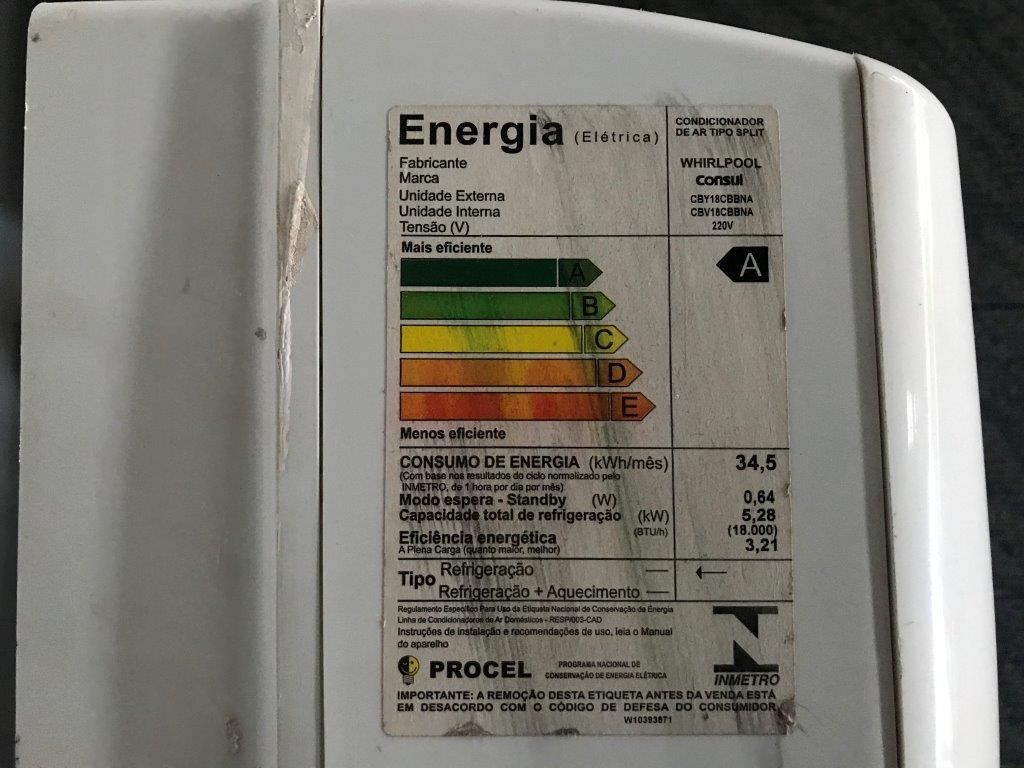 Energia (Elétrica)
CONDICIONADOR
DE AR TIPO SPLIT
Fabricante WHIRLPOOL
Marca consul
Unidade Externa CBY18CBBNA
Unidade Interna CBV18CBBNA
Tensão (V) 220V
Mais eficiente
A A
B
C
D
E
Menos eficiente
CONSUMO DE ENERGIA (kWh/mês) 34,5
(Com base nos resultados do ciclo normalizado pelo
INMETRO, de 1 hora por dia por mês)
Modo espera - Standby (W) 0,64
Capacidade total de refrigeração (kW) 5,28
(BTU/h) (18.000)
Eficiência energética 3,21
A Plena Carga (quanto maior, melhor)
Tipo Refrigeração
Refrigeração + Aquecimento
Regulamento Específico Para Uso da Etiqueta Nacional de Conservação de Energia
Linha de Condicionadores de Ar Domésticos - RESP/003-CAD
Instruções de instalação e recomendações de uso, leia o Manual
do aparelho
PROCEL
PROGRAMA NACIONAL DE
CONSERVAÇÃO DE ENERGIA ELÉTRICA
INMETRO
IMPORTANTE: A REMOÇÃO DESTA ETIQUETA ANTES DA VENDA ESTÁ
EM DESACORDO COM O CÓDIGO DE DEFESA DO CONSUMIDOR
W10393871